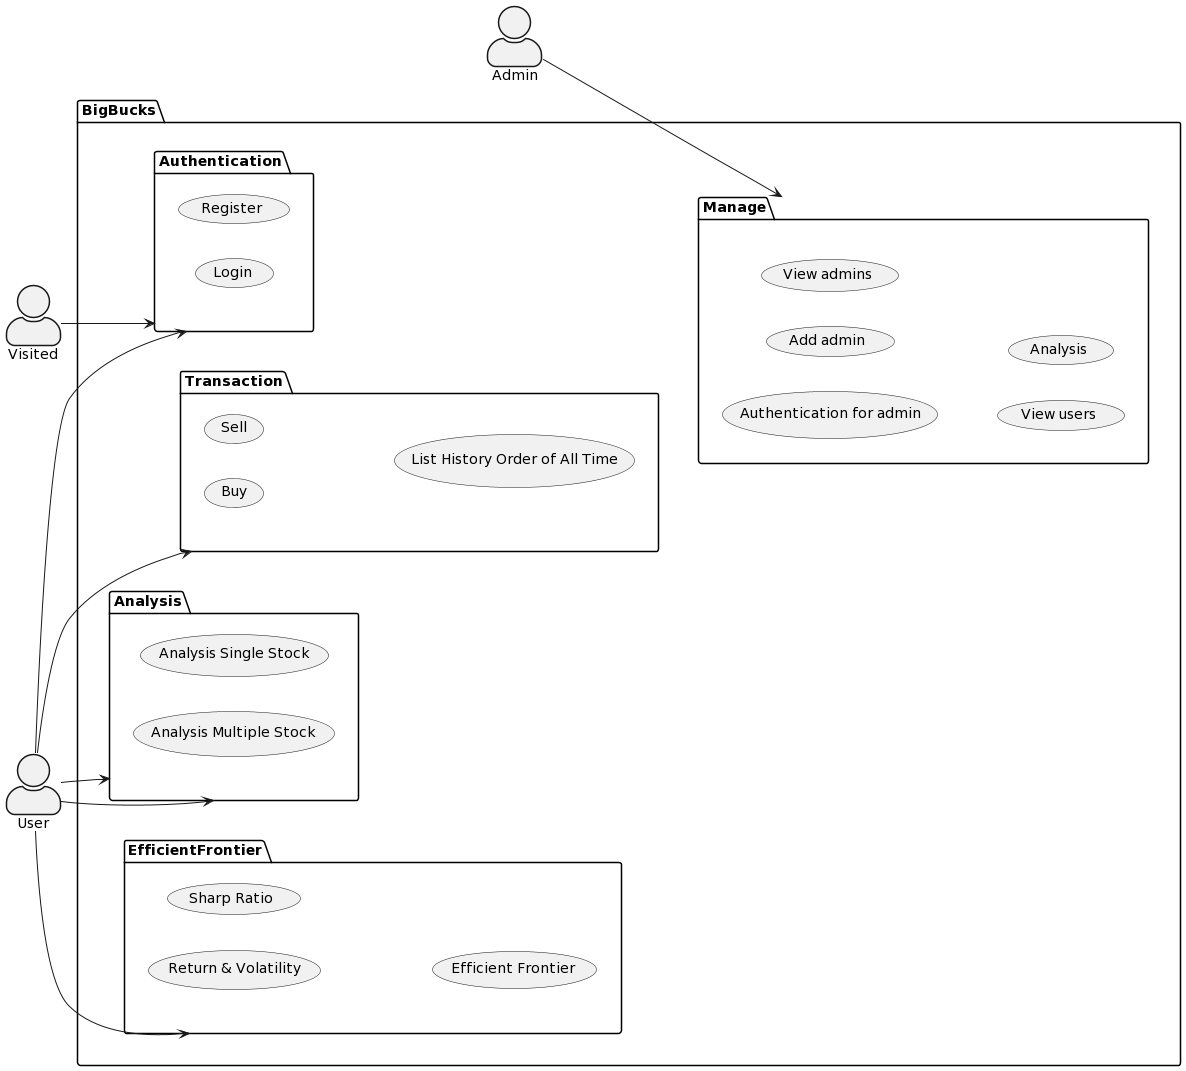 Admin
BigBucks
Authentication
Register
Login
Visited
Manage
View admins
Add admin
Analysis
Authentication for admin
View users
Transaction
Sell
List History Order of All Time
Buy
Analysis
Analysis Single Stock
Analysis Multiple Stock
User
EfficientFrontier
Sharp Ratio
Return & Volatility
Efficient Frontier